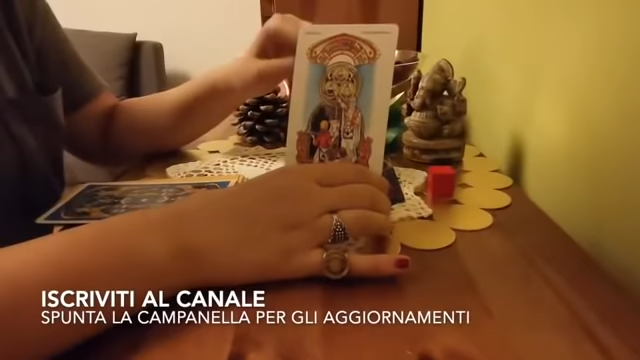 ISCRIVITI AL CANALE
SPUNTA LA CAMPANELLA PER GLI AGGIORNAMENTI